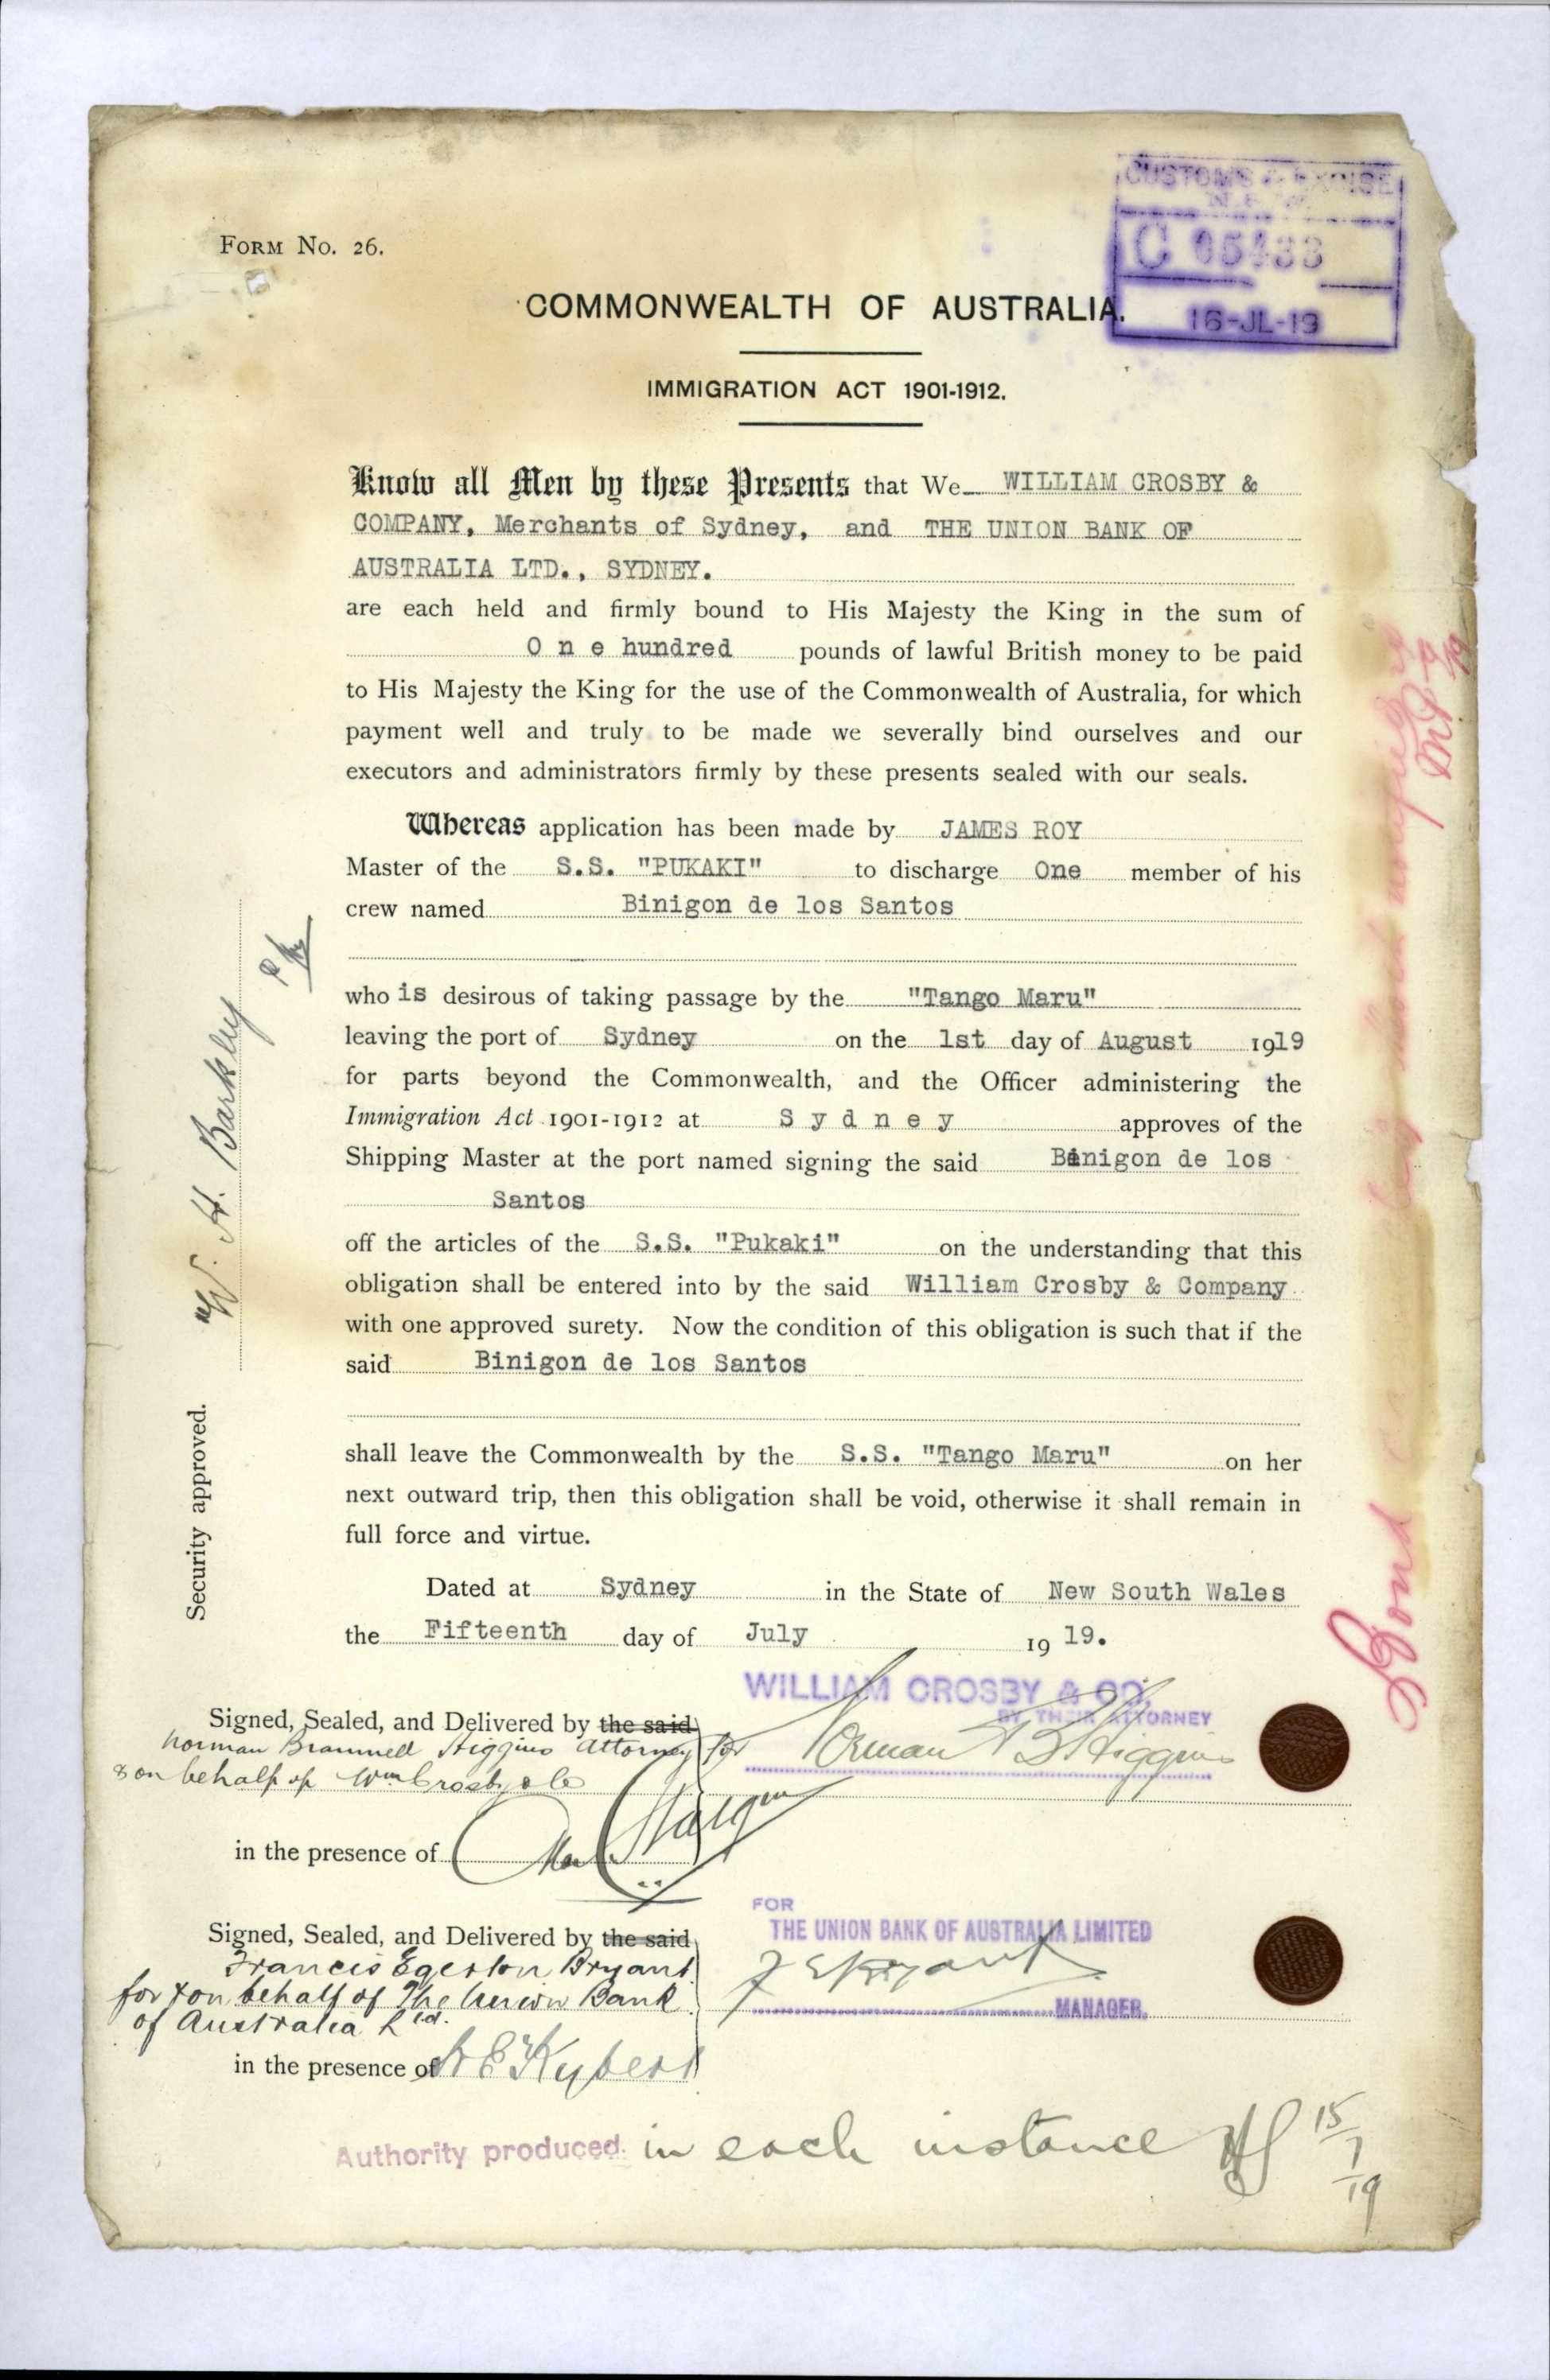 FORM No. 26.
CUSTOMS & EXCISE
C 05433
16-JL-19
COMMONWEALTH OF AUSTRALIA.
IMMIGRATION ACT 1901-1912.
Know all Men by these Presents that We WILLIAM CROSBY &
COMPANY, Merchants of Sydney, and THE UNION BANK OF
AUSTRALIA LTD., SYDNEY.
are each held and firmly bound to His Majesty the King in the sum of
O n e hundred pounds of lawful British money to be paid
to His Majesty the King for the use of the Commonwealth of Australia, for which
payment well and truly to be made we severally bind ourselves and our
executors and administrators firmly by these presents sealed with our seals.
Whereas application has been made by JAMES ROY
Master of the S.S. "PUKAKI" to discharge One member of his
crew named Binigon de los Santos
who is desirous of taking passage by the "Tango Maru"
leaving the port of Sydney on the 1st day of August 1919
for parts beyond the Commonwealth, and the Officer administering the
Immigration Act 1901-1912 at S y d n e y approves of the
Shipping Master at the port named signing the said Binigon de los
Santos
off the articles of the S.S. "Pukaki" on the understanding that this
obligation shall be entered into by the said William Crosby & Company
with one approved surety. Now the condition of this obligation is such that if the
said Binigon de los Santos
shall leave the Commonwealth by the S.S. "Tango Maru" on her
next outward trip, then this obligation shall be void, otherwise it shall remain in
full force and virtue.
Dated at Sydney in the State of New South Wales
the Fifteenth day of July 1919.
Security approved.
W. H. Barkley
Bond
WILLIAM CROSBY & CO.
BY THEIR ATTORNEY
Signed, Sealed, and Delivered by the said
Norman Bramwell Higgins attorney for
& on behalf of Wm Crosby & Co
Norman B Higgins
in the presence of
FOR
THE UNION BANK OF AUSTRALIA LIMITED
Signed, Sealed, and Delivered by the said
Francis Egerton Bryant
for & on behalf of The Union Bank
of Australia Ltd.
F E Bryant
MANAGER.
in the presence of
Authority produced in each instance
15/7/19